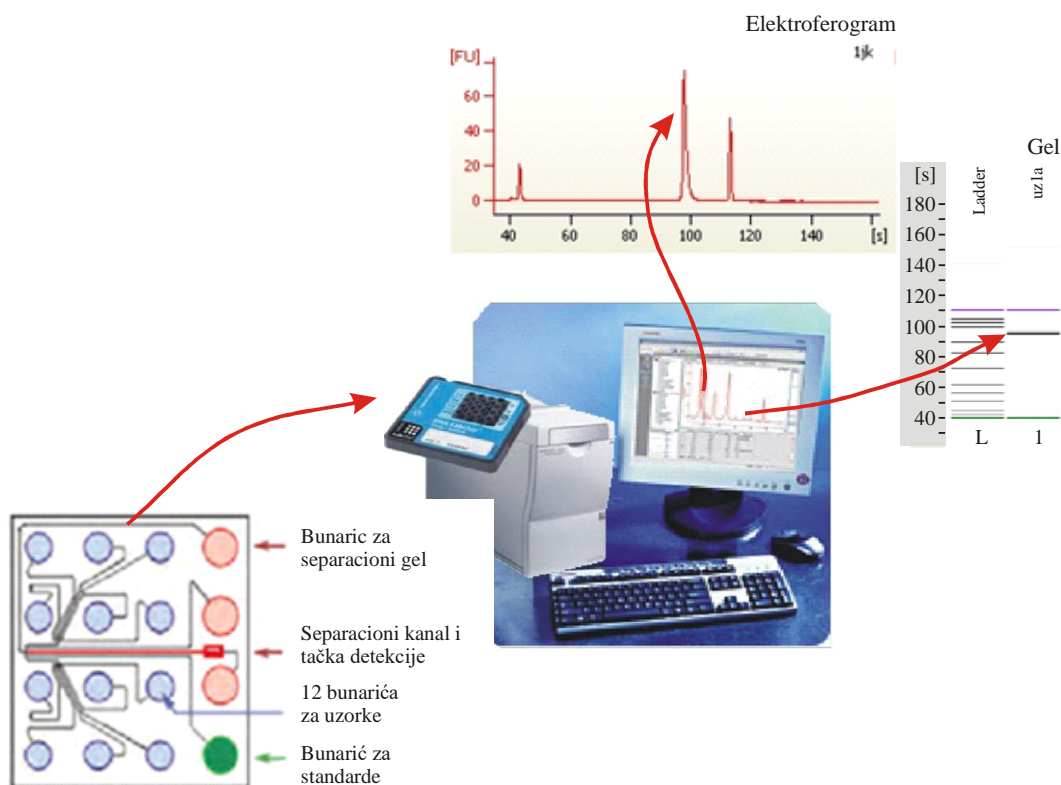 Elektroferogram
1jk
[FU]
60
40
20
0
40 60 80 100 120 140 [s]
Gel
[s] Ladder uz1a
180
160
140
120
100
80
60
40
L 1
Bunaric za
separacioni gel
Separacioni kanal i
tačka detekcije
12 bunarića
za uzorke
Bunarić za
standarde